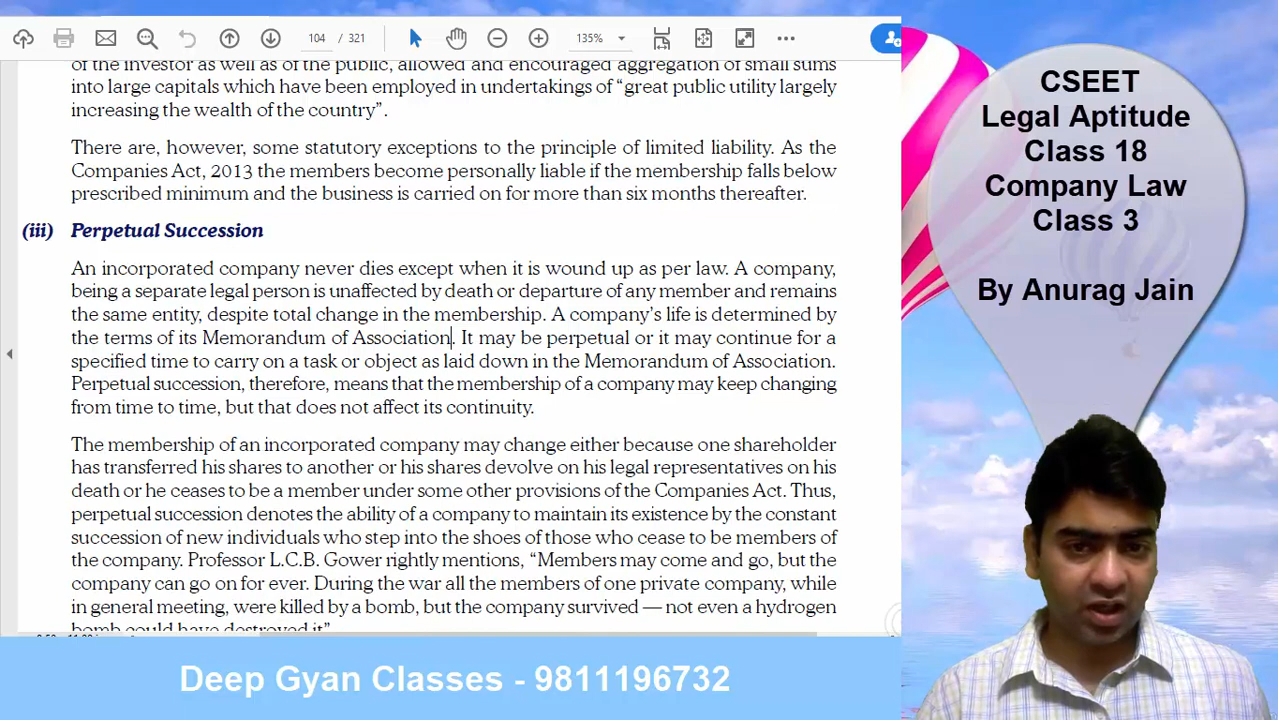 104 / 321
135%
of the investor as well as of the public, allowed and encouraged aggregation of small sums
into large capitals which have been employed in undertakings of “great public utility largely
increasing the wealth of the country”.
There are, however, some statutory exceptions to the principle of limited liability. As the
Companies Act, 2013 the members become personally liable if the membership falls below
prescribed minimum and the business is carried on for more than six months thereafter.
(iii) Perpetual Succession
An incorporated company never dies except when it is wound up as per law. A company,
being a separate legal person is unaffected by death or departure of any member and remains
the same entity, despite total change in the membership. A company’s life is determined by
the terms of its Memorandum of Association. It may be perpetual or it may continue for a
specified time to carry on a task or object as laid down in the Memorandum of Association.
Perpetual succession, therefore, means that the membership of a company may keep changing
from time to time, but that does not affect its continuity.
The membership of an incorporated company may change either because one shareholder
has transferred his shares to another or his shares devolve on his legal representatives on his
death or he ceases to be a member under some other provisions of the Companies Act. Thus,
perpetual succession denotes the ability of a company to maintain its existence by the constant
succession of new individuals who step into the shoes of those who cease to be members of
the company. Professor L.C.B. Gower rightly mentions, “Members may come and go, but the
company can go on for ever. During the war all the members of one private company, while
in general meeting, were killed by a bomb, but the company survived — not even a hydrogen
bomb could have destroyed it”
CSEET
Legal Aptitude
Class 18
Company Law
Class 3
By Anurag Jain
Deep Gyan Classes - 9811196732